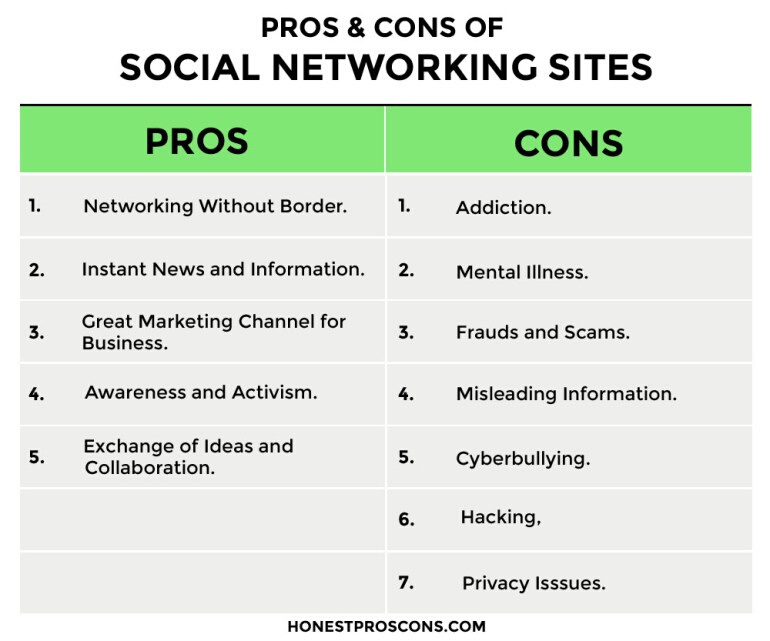 PROS & CONS OF
SOCIAL NETWORKING SITES
PROS
CONS
1. Networking Without Border.
1. Addiction.
2. Instant News and Information.
2. Mental Illness.
3. Great Marketing Channel for
Business.
3. Frauds and Scams.
4. Awareness and Activism.
4. Misleading Information.
5. Exchange of Ideas and
Collaboration.
5. Cyberbullying.
6. Hacking,
7. Privacy Isssues.
HONESTPROSCONS.COM